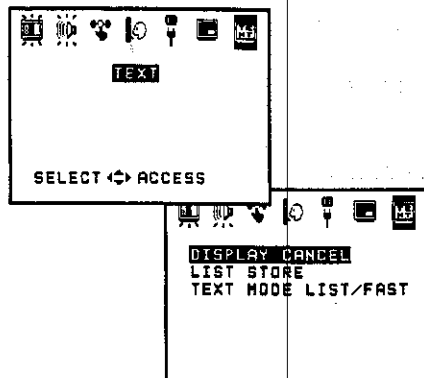 TEXT
SELECT ACCESS
DISPLAY CANCEL
LIST STORE
TEXT MODE LIST/FAST